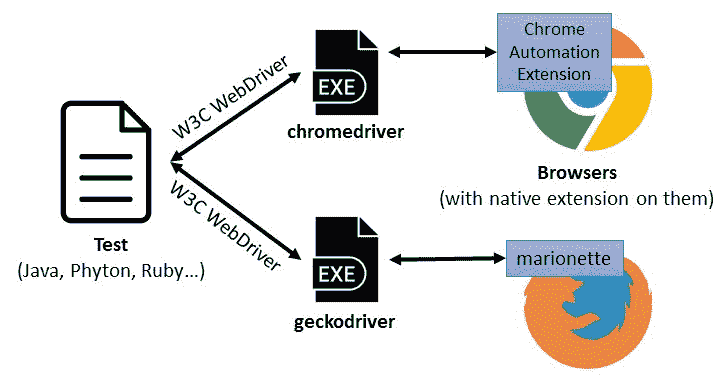 W3C WebDriver
EXE
chromedriver
Chrome
Automation
Extension
Browsers
(with native extension on them)
Test
(Java, Phyton, Ruby...)
W3C WebDriver
EXE
geckodriver
marionette